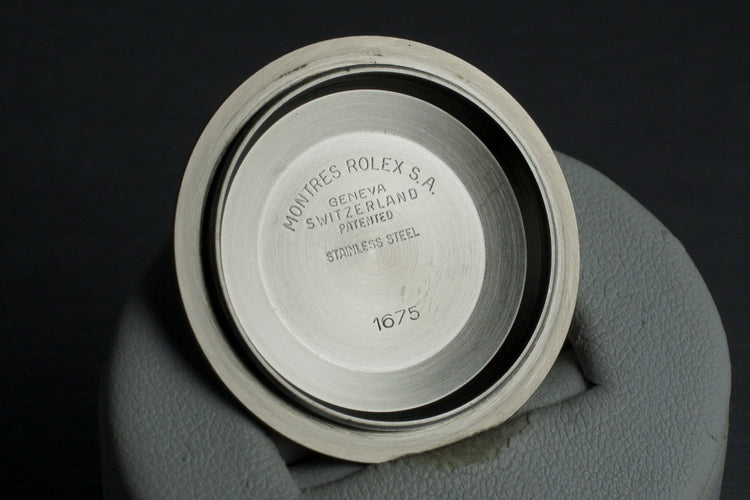 MONTRES ROLEX S.A.
GENEVA
SWITZERLAND
PATENTED
STAINLESS STEEL
1675